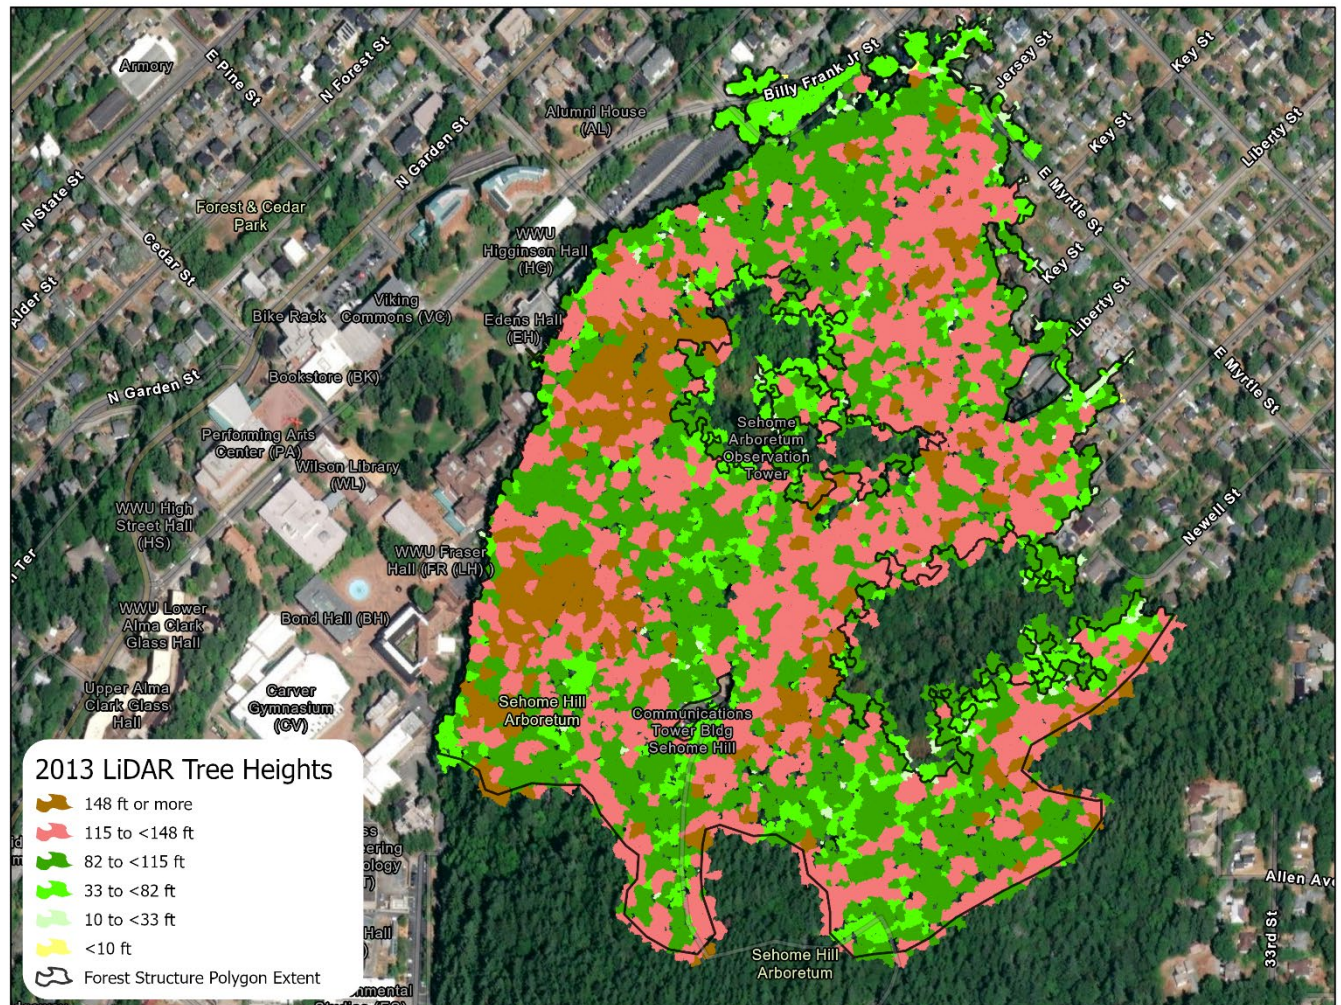 Armory
E Pine St
N Forest St
Billy Frank Jr St
Jersey St
Key St
Alumni House
(AL)
N Garden St
Key St
Liberty St
N State St
Forest & Cedar
Park
E Myrtle St
Cedar St
WWU
Higginson Hall
(HG)
Key St
Alder St
Viking
Commons (VC)
Bike Rack
Edens Hall
(EH)
Liberty St
N Garden St
Bookstore (BK)
E Myrtle St
Performing Arts
Center (PA)
Sehome
Arboretum
Observation
Tower
Wilson Library
(WL)
WWU High
Street Hall
(HS)
Newell St
WWU Fraser
Hall (FR (LH))
Ter
WWU Lower
Alma Clark
Glass Hall
Bond Hall (BH)
Upper Alma
Clark Glass
Hall
Carver
Gymnasium
(CV)
Sehome Hill
Arboretum
Communications
Tower Bldg
Sehome Hill
2013 LiDAR Tree Heights
148 ft or more
115 to <148 ft
82 to <115 ft
33 to <82 ft
10 to <33 ft
<10 ft
Forest Structure Polygon Extent
Hall
Allen Ave
33rd St
Sehome Hill
Arboretum